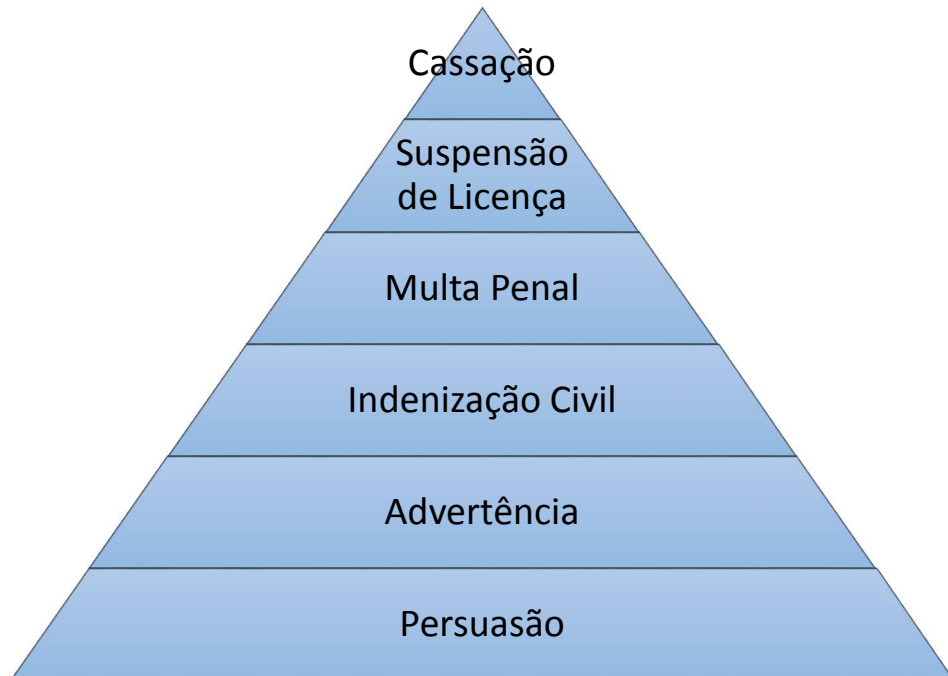 Cassação
Suspensão
de Licença
Multa Penal
Indenização Civil
Advertência
Persuasão